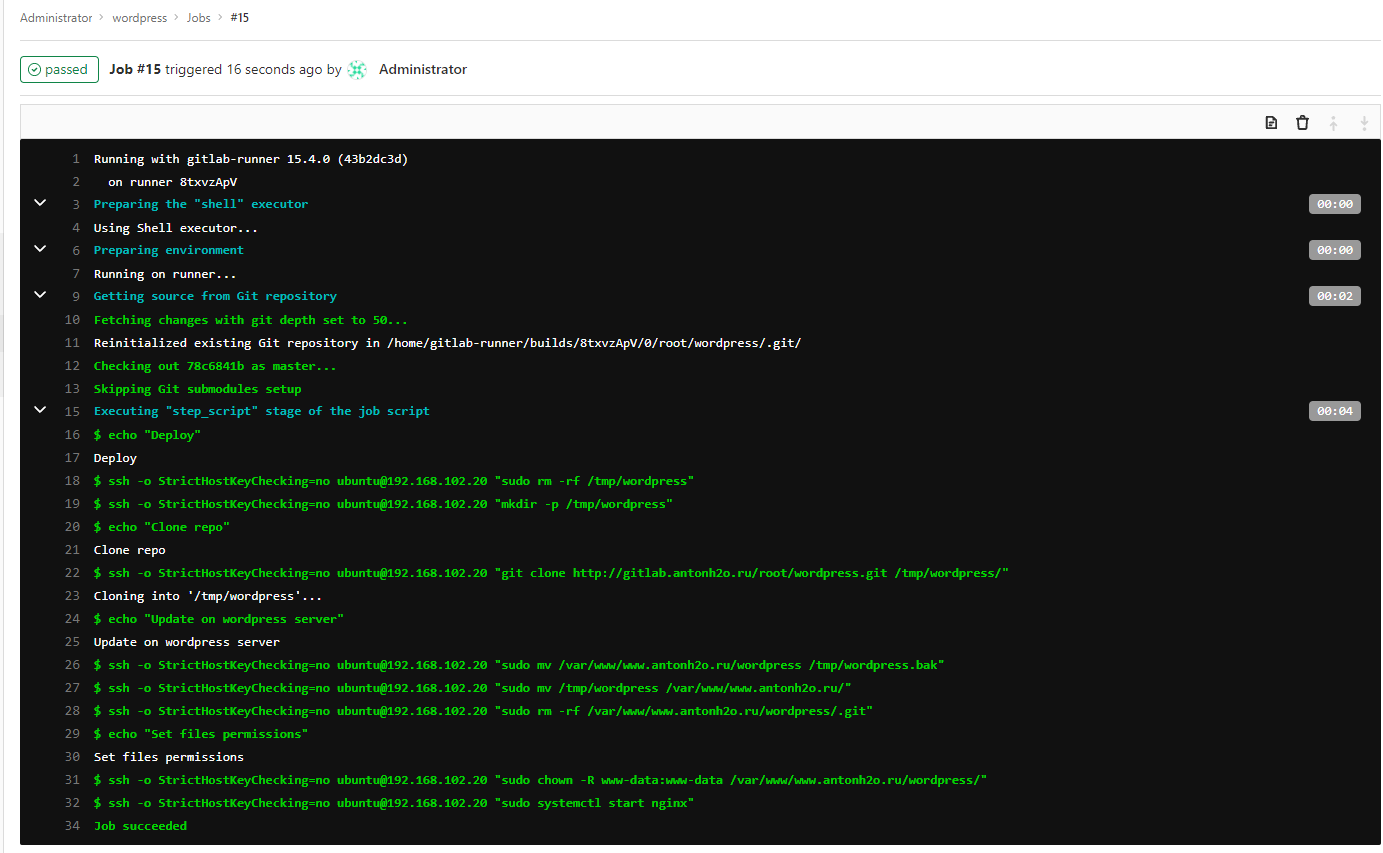 Administrator > wordpress > Jobs > #15
passed Job #15 triggered 16 seconds ago by Administrator
1 Running with gitlab-runner 15.4.0 (43b2dc3d)
2 on runner 8txvzApV
3 Preparing the "shell" executor 00:00
4 Using Shell executor...
6 Preparing environment 00:00
7 Running on runner...
9 Getting source from Git repository 00:02
10 Fetching changes with git depth set to 50...
11 Reinitialized existing Git repository in /home/gitlab-runner/builds/8txvzApV/0/root/wordpress/.git/
12 Checking out 78c6841b as master...
13 Skipping Git submodules setup
15 Executing "step_script" stage of the job script 00:04
16 $ echo "Deploy"
17 Deploy
18 $ ssh -o StrictHostKeyChecking=no ubuntu@192.168.102.20 "sudo rm -rf /tmp/wordpress"
19 $ ssh -o StrictHostKeyChecking=no ubuntu@192.168.102.20 "mkdir -p /tmp/wordpress"
20 $ echo "Clone repo"
21 Clone repo
22 $ ssh -o StrictHostKeyChecking=no ubuntu@192.168.102.20 "git clone http://gitlab.antonh2o.ru/root/wordpress.git /tmp/wordpress/"
23 Cloning into '/tmp/wordpress'...
24 $ echo "Update on wordpress server"
25 Update on wordpress server
26 $ ssh -o StrictHostKeyChecking=no ubuntu@192.168.102.20 "sudo mv /var/www/www.antonh2o.ru/wordpress /tmp/wordpress.bak"
27 $ ssh -o StrictHostKeyChecking=no ubuntu@192.168.102.20 "sudo mv /tmp/wordpress /var/www/www.antonh2o.ru/"
28 $ ssh -o StrictHostKeyChecking=no ubuntu@192.168.102.20 "sudo rm -rf /var/www/www.antonh2o.ru/wordpress/.git"
29 $ echo "Set files permissions"
30 Set files permissions
31 $ ssh -o StrictHostKeyChecking=no ubuntu@192.168.102.20 "sudo chown -R www-data:www-data /var/www/www.antonh2o.ru/wordpress/"
32 $ ssh -o StrictHostKeyChecking=no ubuntu@192.168.102.20 "sudo systemctl start nginx"
34 Job succeeded